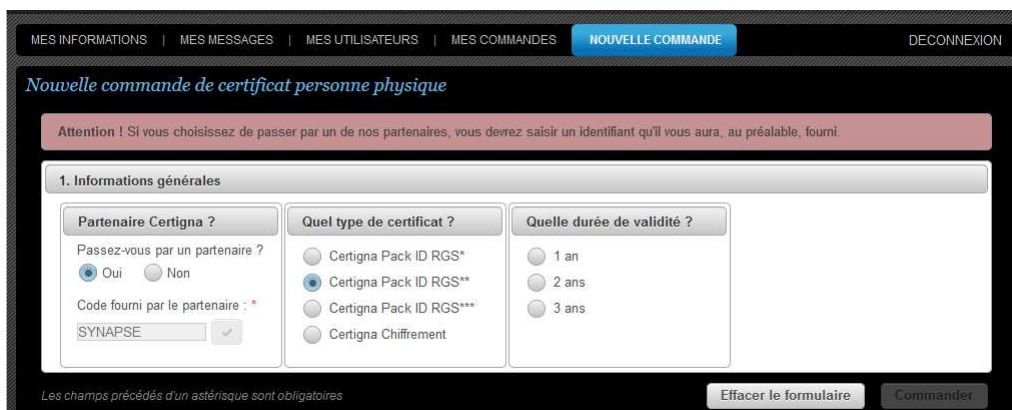 MES INFORMATIONS | MES MESSAGES | MES UTILISATEURS | MES COMMANDES NOUVELLE COMMANDE DECONNEXION
Nouvelle commande de certificat personne physique
Attention ! Si vous choisissez de passer par un de nos partenaires, vous devrez saisir un identifiant qu'il vous aura, au préalable, fourni.
1. Informations générales
Partenaire Certigna ?
Passez-vous par un partenaire ?
Oui Non
Code fourni par le partenaire : *
SYNAPSE
Quel type de certificat ?
Certigna Pack ID RGS*
Certigna Pack ID RGS**
Certigna Pack ID RGS***
Certigna Chiffrement
Quelle durée de validité ?
1 an
2 ans
3 ans
Les champs précédés d'un astérisque sont obligatoires
Effacer le formulaire Commander